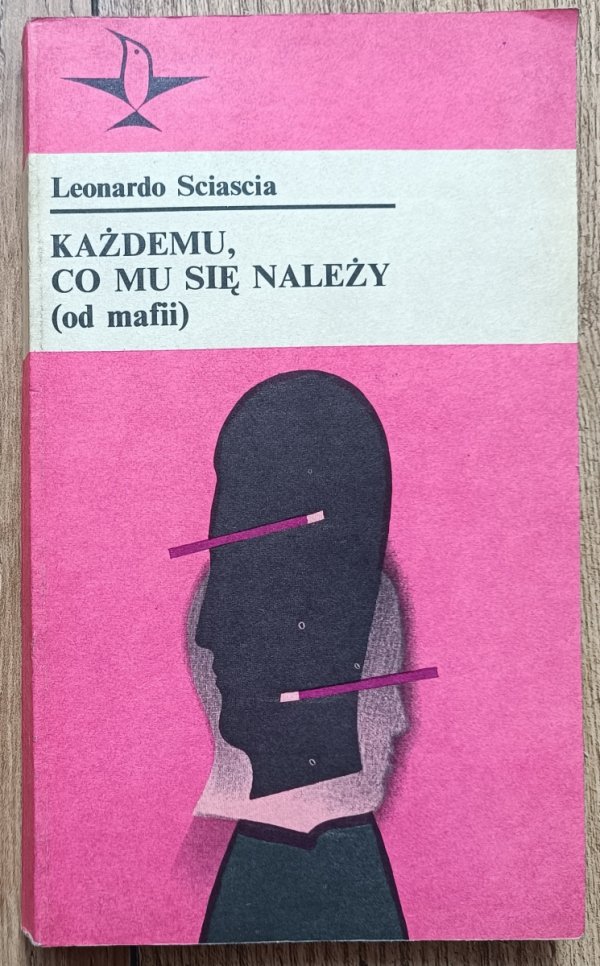 Leonardo Sciascia
KAŻDEMU,
CO MU SIĘ NALEŻY
(od mafii)